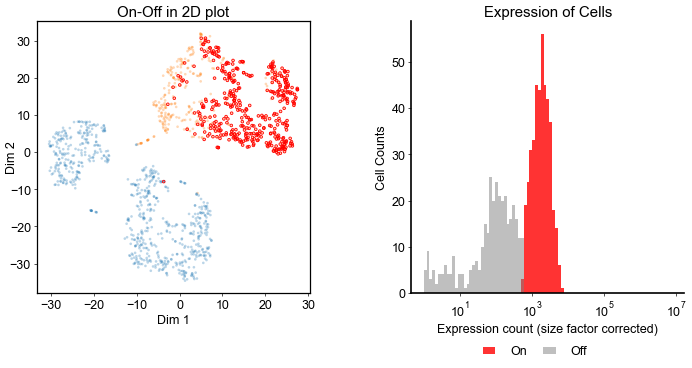 On-Off in 2D plot
Dim 2
30
20
10
0
−10
−20
−30
−30 −20 −10 0 10 20 30
Dim 1
Expression of Cells
Cell Counts
50
40
30
20
10
0
10^1 10^3 10^5 10^7
Expression count (size factor corrected)
On Off